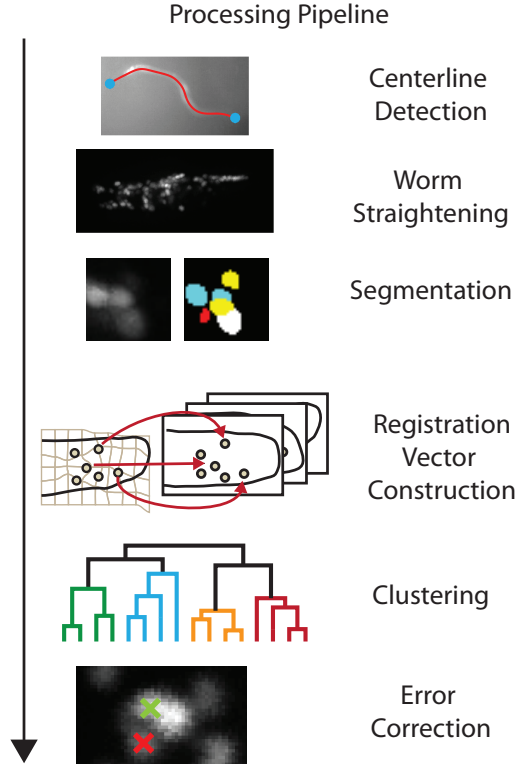 Processing Pipeline
Centerline
Detection
Worm
Straightening
Segmentation
Registration
Vector
Construction
Clustering
Error
Correction